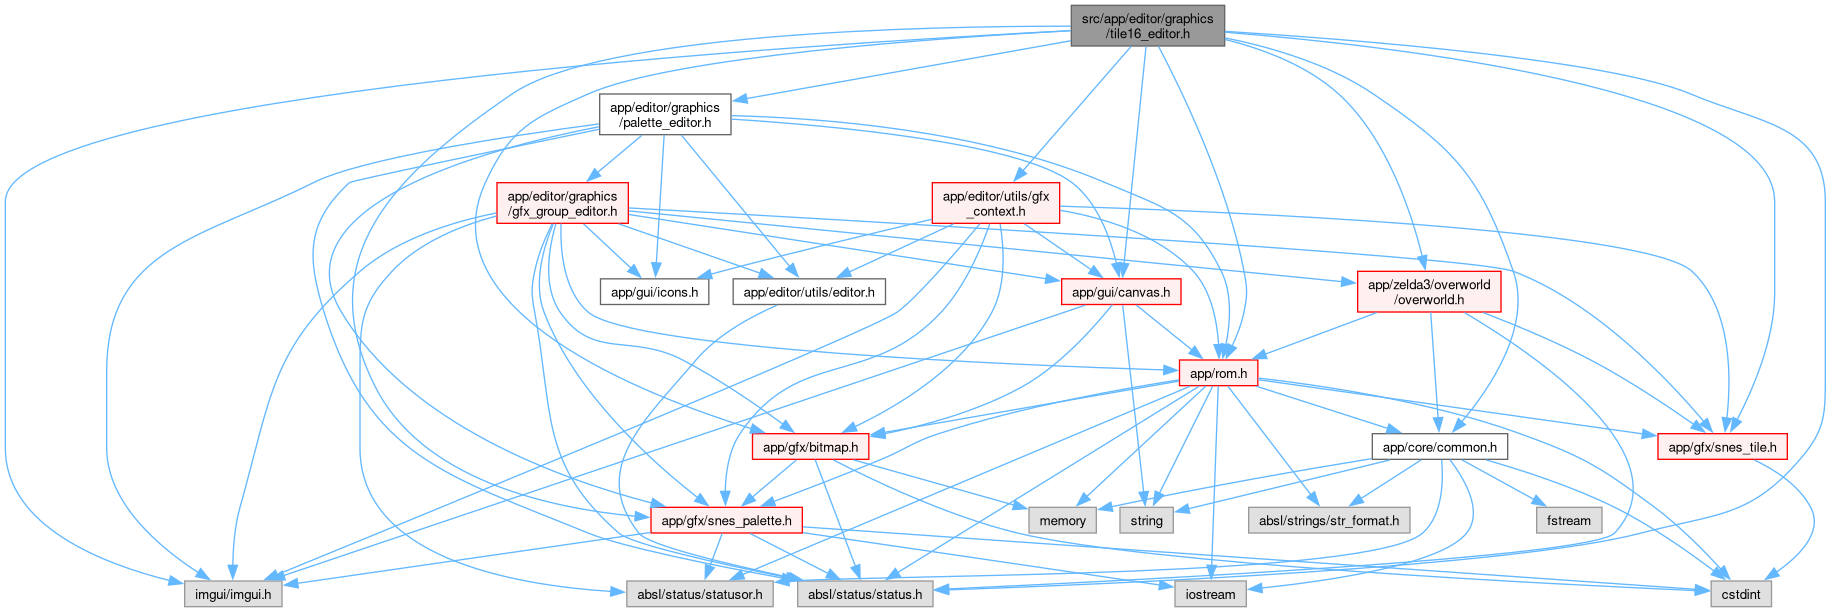 src/app/editor/graphics
/tile16_editor.h
app/editor/graphics
/palette_editor.h
app/editor/graphics
/gfx_group_editor.h
app/editor/utils/gfx
_context.h
app/gui/icons.h
app/editor/utils/editor.h
app/gui/canvas.h
app/zelda3/overworld
/overworld.h
app/rom.h
app/gfx/bitmap.h
app/core/common.h
app/gfx/snes_tile.h
app/gfx/snes_palette.h
memory
string
absl/strings/str_format.h
fstream
imgui/imgui.h
absl/status/statusor.h
absl/status/status.h
iostream
cstdint